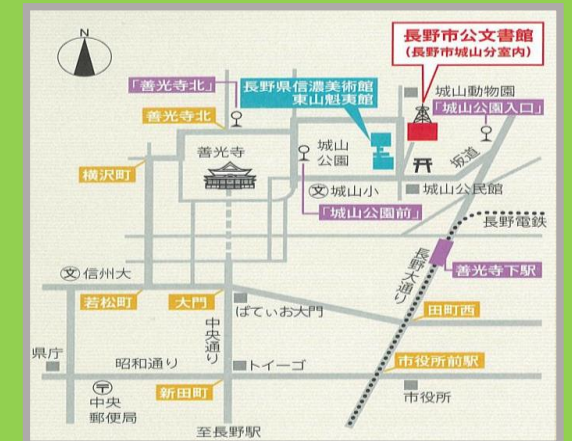 N
長野市公文書館
(長野市城山分室内)
「善光寺北」
長野県信濃美術館
東山魁夷館
城山動物園
「城山公園入口」
善光寺北
善光寺
城山
公園
坂道
横沢町
文 城山小
城山公民館
「城山公園前」
長野電鉄
文 信州大
長野大通り
善光寺下駅
若松町
大門
ぱてぃお大門
田町西
中央通り
県庁
昭和通り
トイーゴ
市役所前駅
〒
中央
郵便局
新田町
市役所
至長野駅